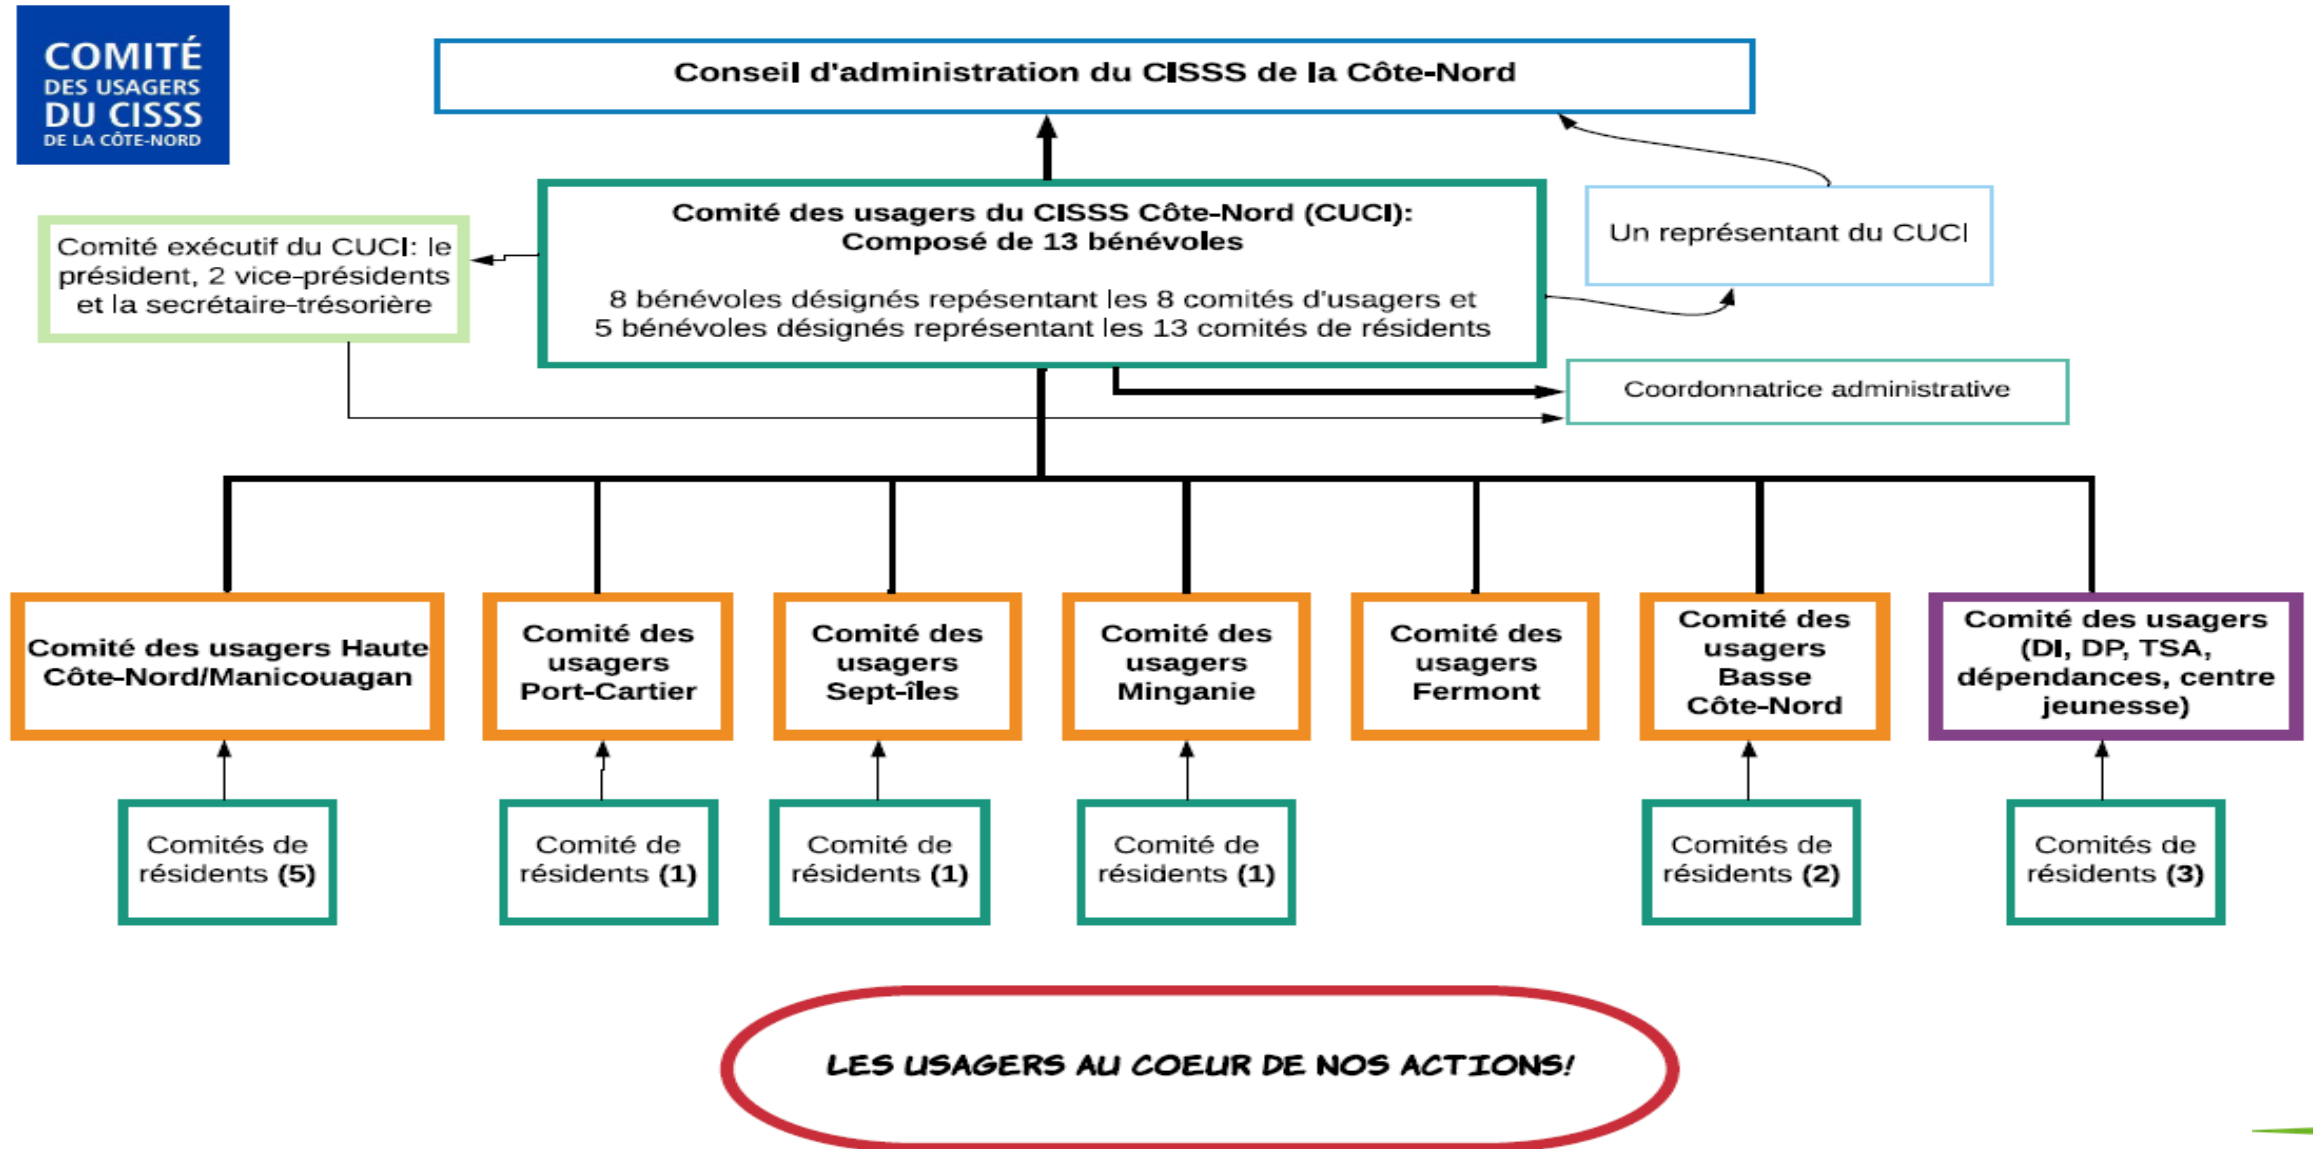 COMITÉ
DES USAGERS
DU CISSS
DE LA CÔTE-NORD
Conseil d'administration du CISSS de la Côte-Nord
Comité exécutif du CUCI: le
président, 2 vice-présidents
et la secrétaire-trésorière
Comité des usagers du CISSS Côte-Nord (CUCI):
Composé de 13 bénévoles
8 bénévoles désignés repésentant les 8 comités d'usagers et
5 bénévoles désignés représentant les 13 comités de résidents
Un représentant du CUCI
Coordonnatrice administrative
Comité des usagers Haute
Côte-Nord/Manicouagan
Comité des
usagers
Port-Cartier
Comité des
usagers
Sept-îles
Comité des
usagers
Minganie
Comité des
usagers
Fermont
Comité des
usagers
Basse
Côte-Nord
Comité des usagers
(DI, DP, TSA,
dépendances, centre
jeunesse)
Comités de
résidents (5)
Comité de
résidents (1)
Comité de
résidents (1)
Comité de
résidents (1)
Comités de
résidents (2)
Comités de
résidents (3)
LES USAGERS AU COEUR DE NOS ACTIONS!